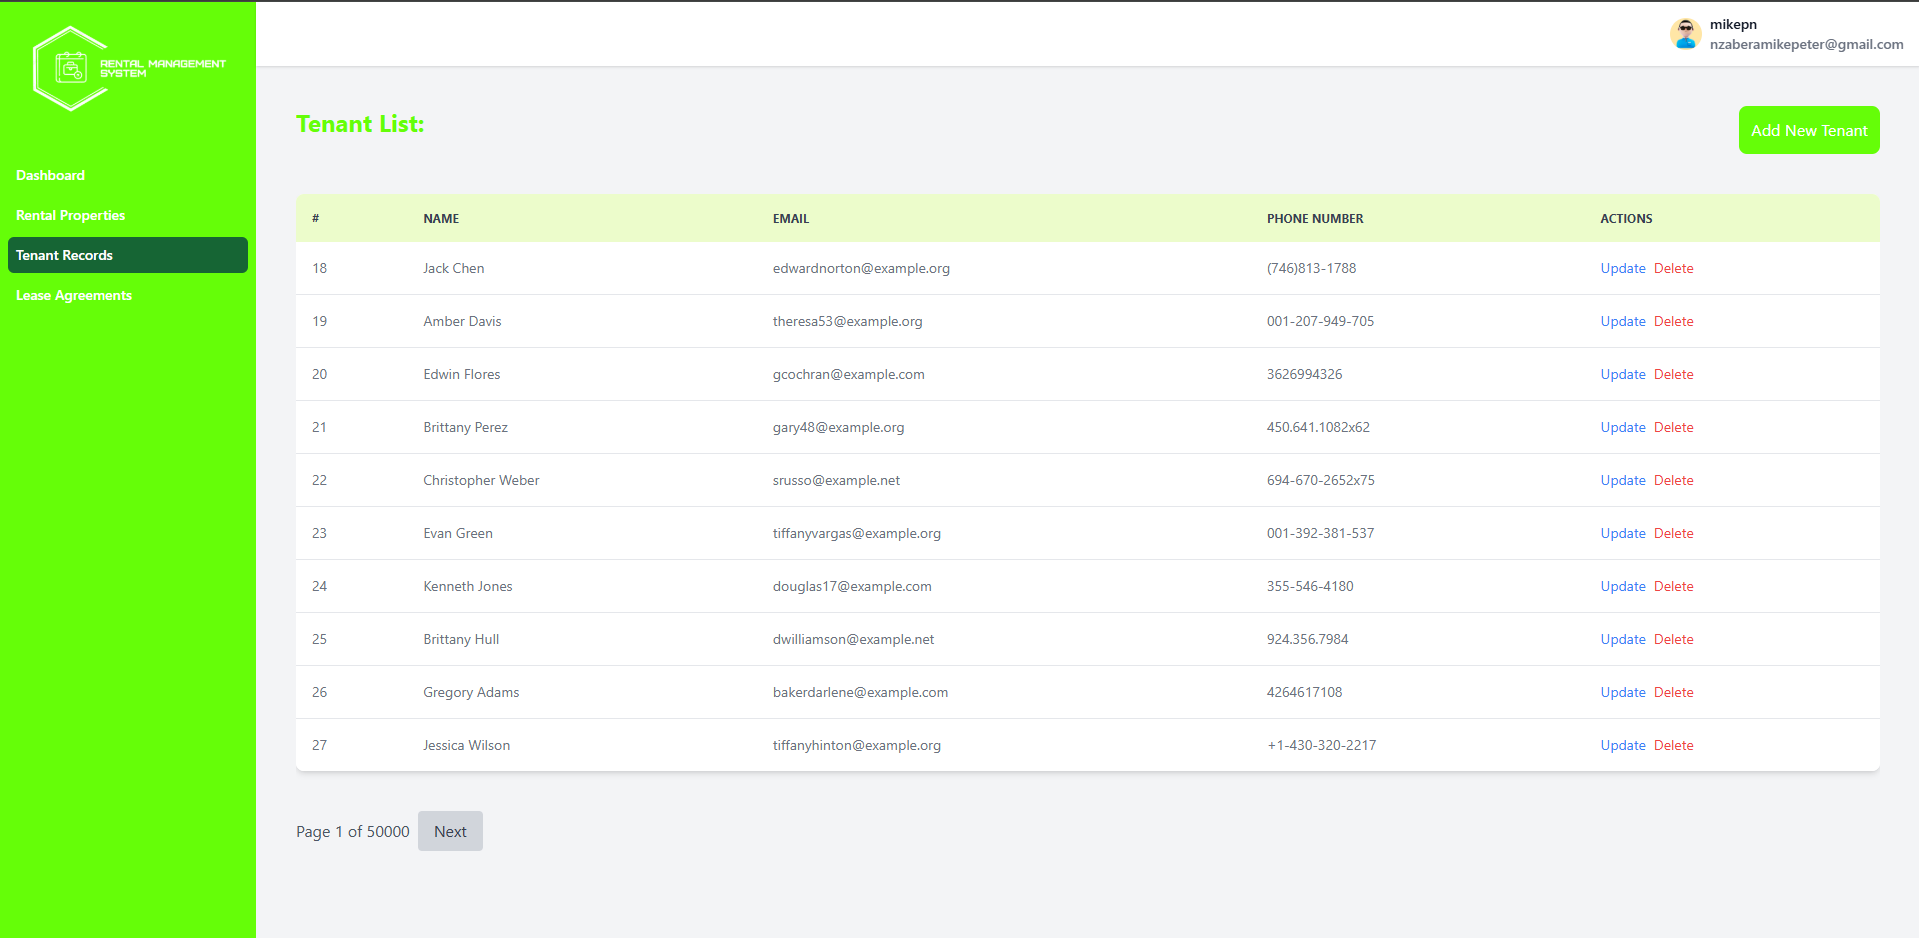 RENTAL MANAGEMENT
SYSTEM
mikepn
nzaberamikepeter@gmail.com
Dashboard
Rental Properties
Tenant Records
Lease Agreements
Tenant List:
Add New Tenant
# NAME EMAIL PHONE NUMBER ACTIONS
18 Jack Chen edwardnorton@example.org (746)813-1788 Update Delete
19 Amber Davis theresa53@example.org 001-207-949-705 Update Delete
20 Edwin Flores gcochran@example.com 3626994326 Update Delete
21 Brittany Perez gary48@example.org 450.641.1082x62 Update Delete
22 Christopher Weber srusso@example.net 694-670-2652x75 Update Delete
23 Evan Green tiffanyvargas@example.org 001-392-381-537 Update Delete
24 Kenneth Jones douglas17@example.com 355-546-4180 Update Delete
25 Brittany Hull dwilliamson@example.net 924.356.7984 Update Delete
26 Gregory Adams bakerdarlene@example.com 4264617108 Update Delete
27 Jessica Wilson tiffanyhinton@example.org +1-430-320-2217 Update Delete
Page 1 of 50000 Next